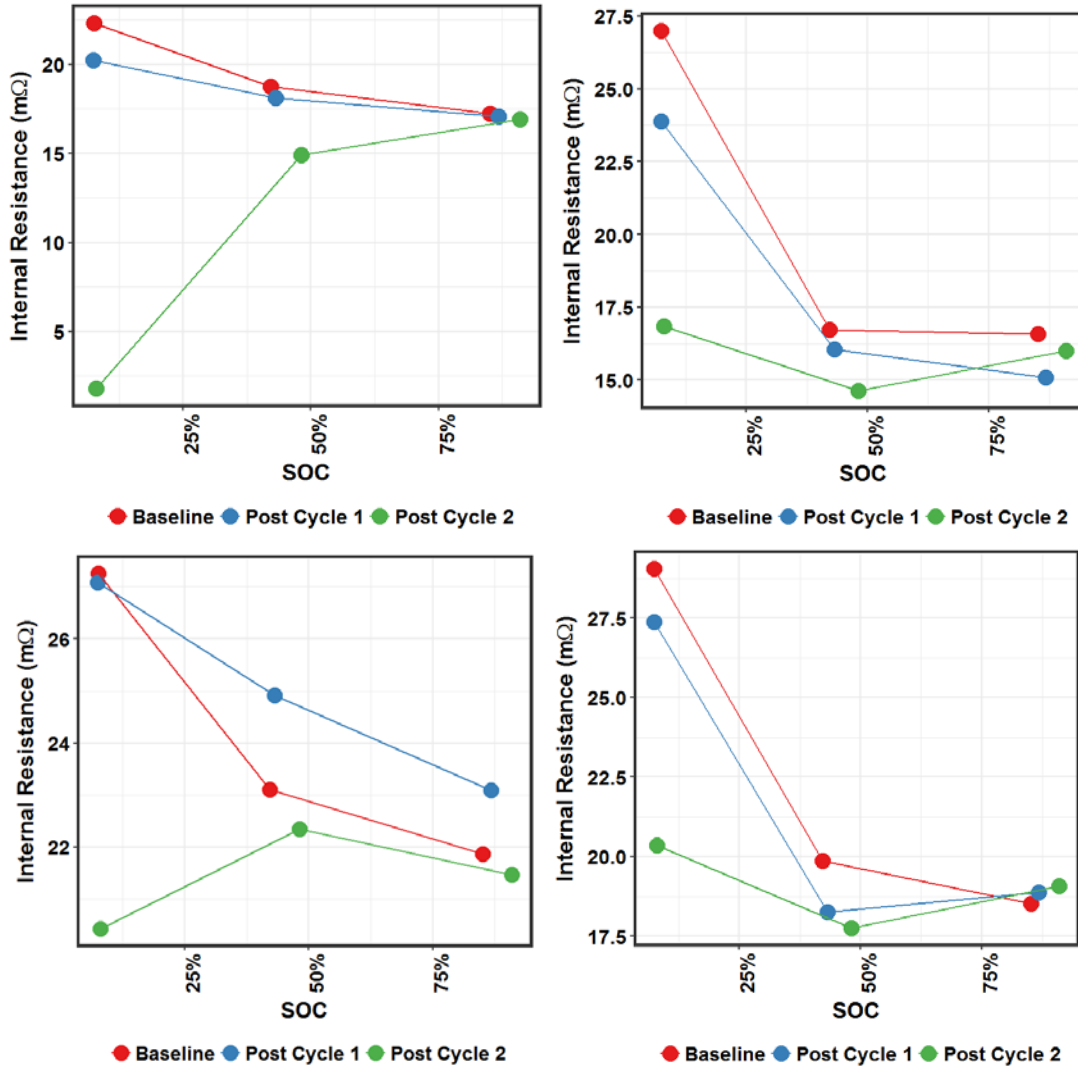 Internal Resistance (mΩ)
20
15
10
5
25%
50%
75%
SOC
Baseline Post Cycle 1 Post Cycle 2
Internal Resistance (mΩ)
27.5
25.0
22.5
20.0
17.5
15.0
25%
50%
75%
SOC
Baseline Post Cycle 1 Post Cycle 2
Internal Resistance (mΩ)
26
24
22
25%
50%
75%
SOC
Baseline Post Cycle 1 Post Cycle 2
Internal Resistance (mΩ)
27.5
25.0
22.5
20.0
17.5
25%
50%
75%
SOC
Baseline Post Cycle 1 Post Cycle 2